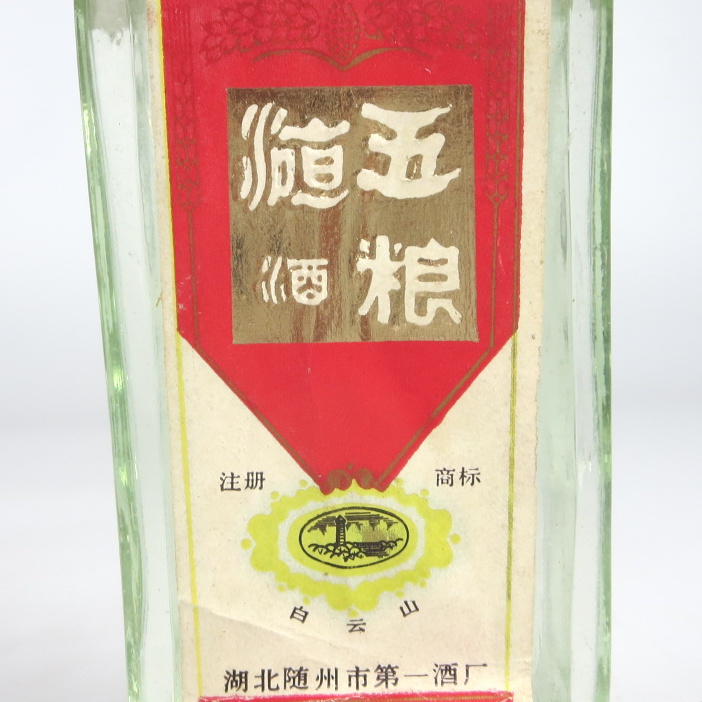 五粮
酒
注册 商标
白云山
湖北随州市第一酒厂